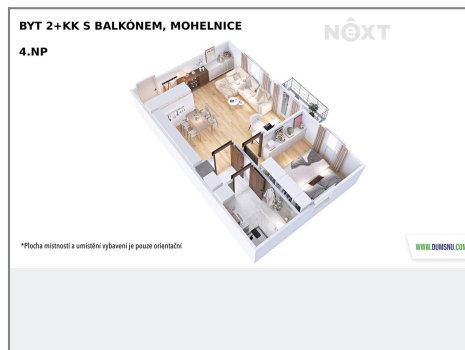 BYT 2+KK S BALKÓNEM, MOHELNICE
NEXT
4.NP
*Plocha místností a umístění vybavení je pouze orientační
WWW.DUMSNU.COM